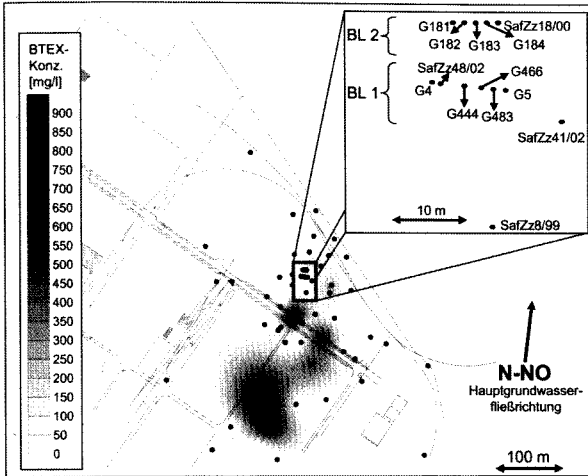 BTEX-
Konz.
[mg/l]
900
850
800
750
700
650
600
550
500
450
400
350
300
250
200
150
100
50
0
BL 2
G181
SafZz18/00
G182
G183
G184
SafZz48/02
G466
BL 1
G4
G5
G444
G483
SafZz41/02
10 m
SafZz8/99
N-NO
Hauptgrundwasser-
fließrichtung
100 m